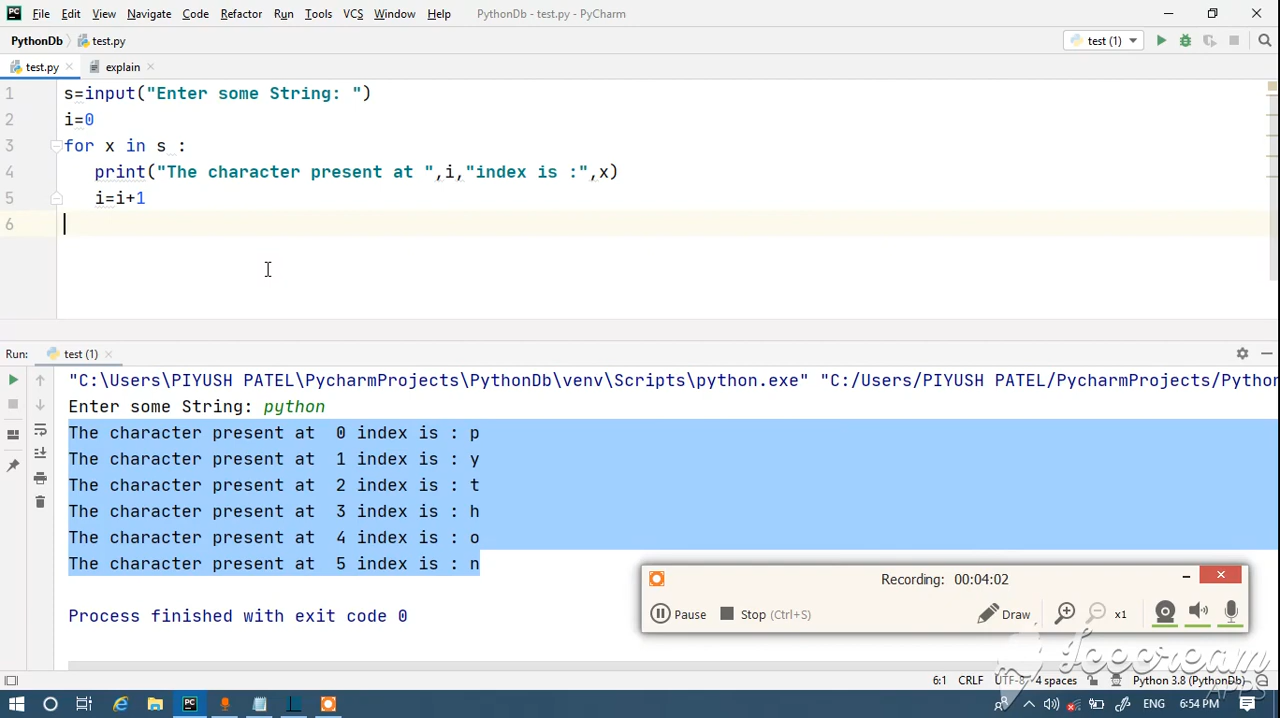 PC File Edit View Navigate Code Refactor Run Tools VCS Window Help PythonDb - test.py - PyCharm
PythonDb test.py test (1)
test.py explain
1 s=input("Enter some String: ")
2 i=0
3 for x in s :
4 print("The character present at ",i,"index is :",x)
5 i=i+1
6
Run: test (1)
"C:\Users\PIYUSH PATEL\PycharmProjects\PythonDb\venv\Scripts\python.exe" "C:/Users/PIYUSH PATEL/PycharmProjects/Python
Enter some String: python
The character present at  0 index is : p
The character present at  1 index is : y
The character present at  2 index is : t
The character present at  3 index is : h
The character present at  4 index is : o
The character present at  5 index is : n
Process finished with exit code 0
Recording: 00:04:02
Pause Stop (Ctrl+S) Draw x1
Icecream
APPS
6:1 CRLF UTF-8 4 spaces Python 3.8 (PythonDb)
PC ENG 6:54 PM